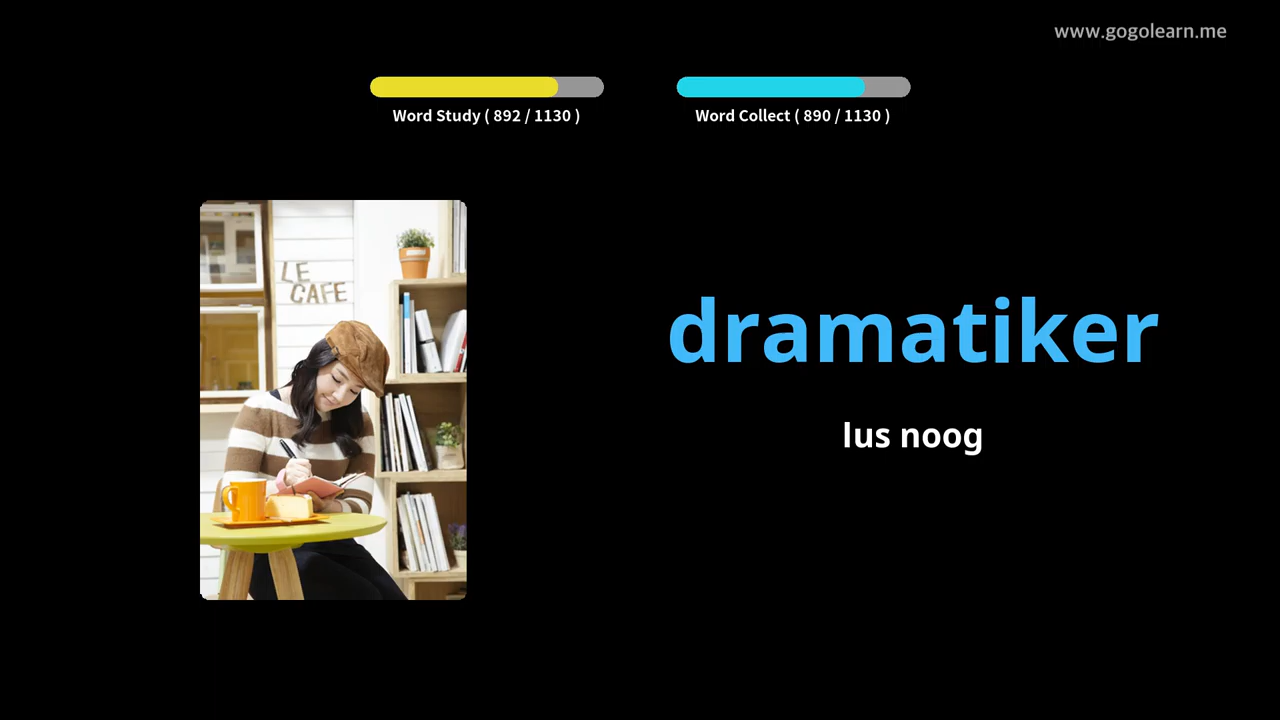 www.gogolearn.me
Word Study ( 892 / 1130 )
Word Collect ( 890 / 1130 )
LE
CAFE
dramatiker
lus noog